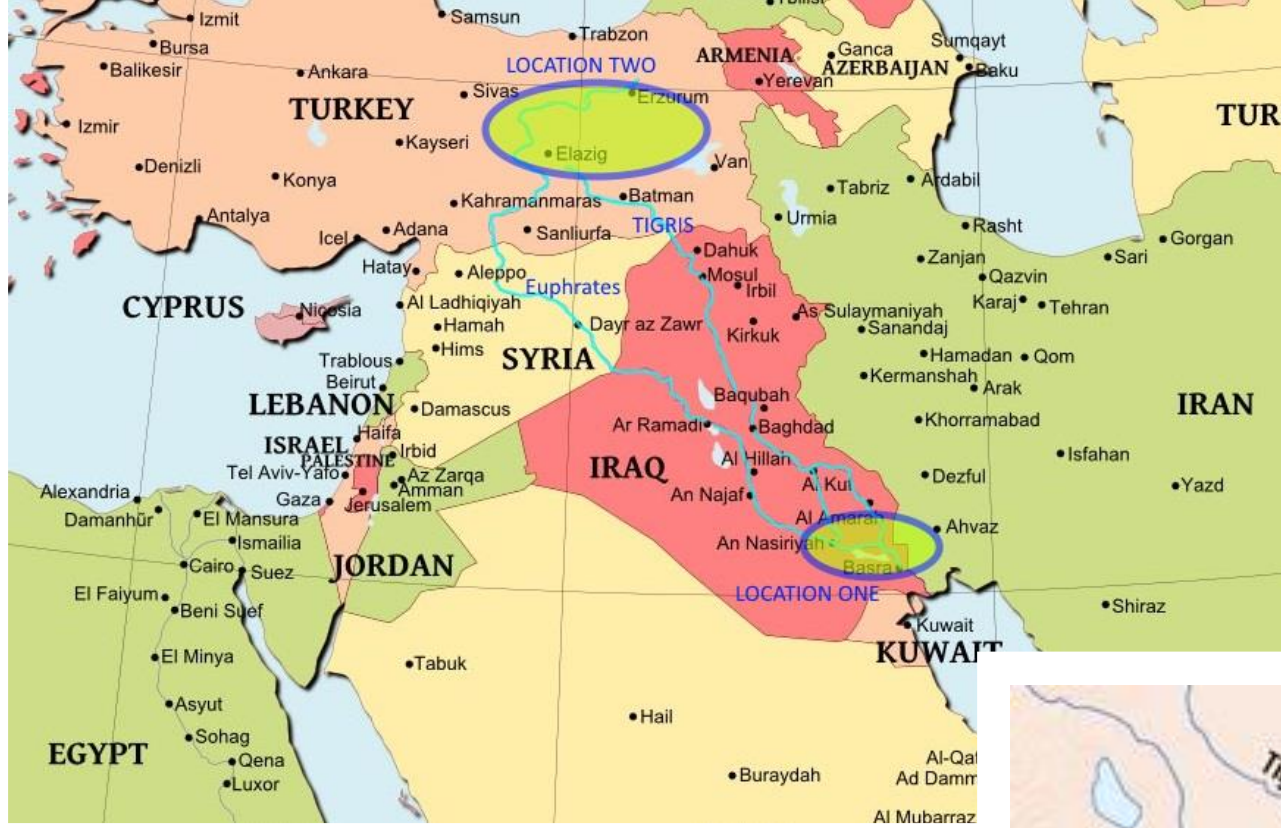 Izmit
Samsun
Trabzon
Bursa
Balikesir
Ankara
LOCATION TWO
ARMENIA
Ganca
Sumqayt
AZERBAIJAN
Baku
Yerevan
Sivas
Erzurum
TURKEY
TUR
Izmir
Kayseri
Elazig
Denizli
Konya
Van
Tabriz
Ardabil
Kahramanmaras
Batman
Antalya
Icel
Adana
Sanliurfa
TIGRIS
Urmia
Rasht
Gorgan
Dahuk
Zanjan
Sari
Hatay
Aleppo
Mosul
Qazvin
Euphrates
Irbil
CYPRUS
Nicosia
Al Ladhiqiyah
Karaj
Tehran
Hamah
Dayr az Zawr
Kirkuk
As Sulaymaniyah
Sanandaj
Hims
SYRIA
Trablous
Hamadan
Qom
Beirut
Kermanshah
Arak
LEBANON
Damascus
Baqubah
IRAN
Ar Ramadi
Baghdad
Khorramabad
Haifa
ISRAEL
Irbid
PALESTINE
Isfahan
Tel Aviv-Yafo
Az Zarqa
IRAQ
Al Hillah
Al Kut
Dezful
Yazd
Alexandria
Gaza
Amman
Jerusalem
An Najaf
Damanhūr
El Mansura
Al Amarah
Ismailia
An Nasiriyah
Ahvaz
Cairo
Suez
JORDAN
Basra
El Faiyum
LOCATION ONE
Beni Suef
Shiraz
Kuwait
El Minya
Tabuk
KUWAIT
Asyut
Hail
Sohag
EGYPT
Qena
Al-Qaf
Luxor
Buraydah
Ad Damm
Al Mubarraz